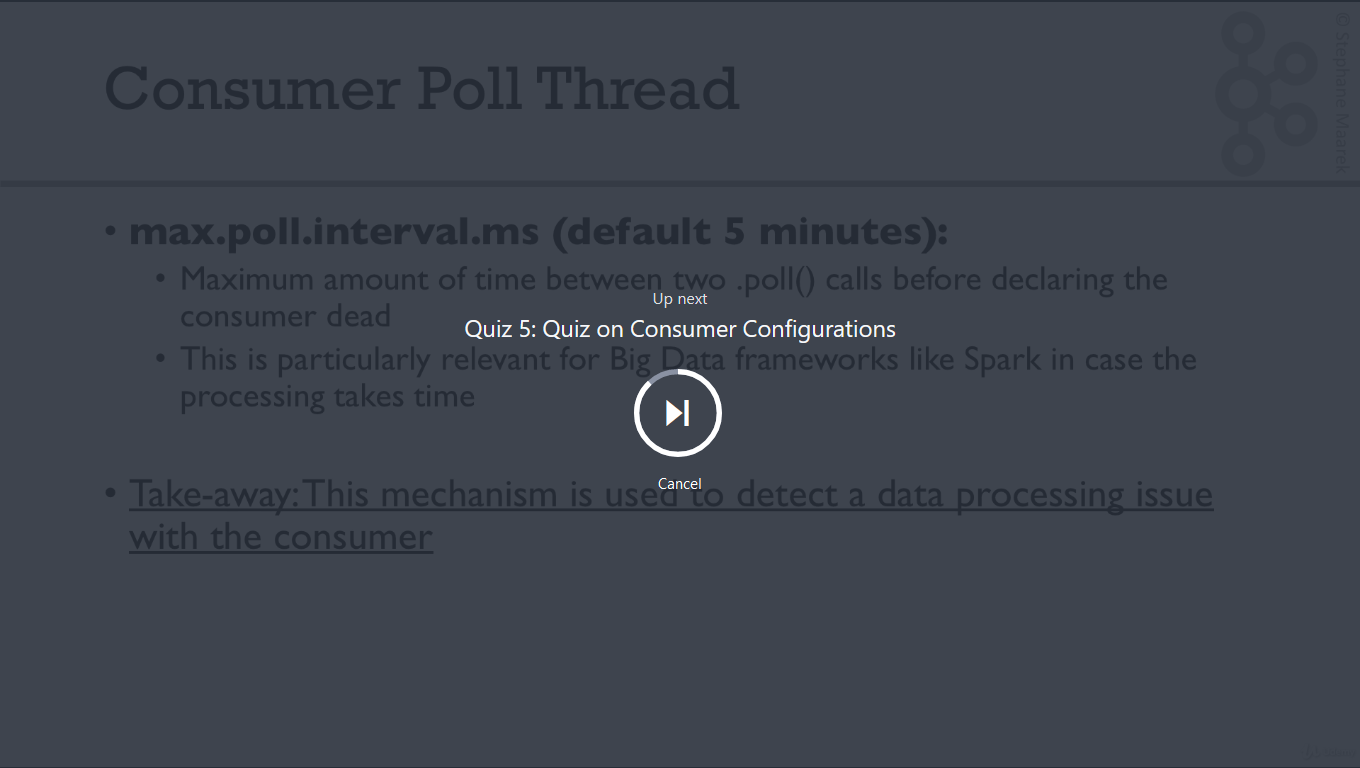 Consumer Poll Thread
© Stephane Maarek
• max.poll.interval.ms (default 5 minutes):
• Maximum amount of time between two .poll() calls before declaring the
consumer dead
• This is particularly relevant for Big Data frameworks like Spark in case the
processing takes time
• Take-away: This mechanism is used to detect a data processing issue
with the consumer
Up next
Quiz 5: Quiz on Consumer Configurations
Cancel